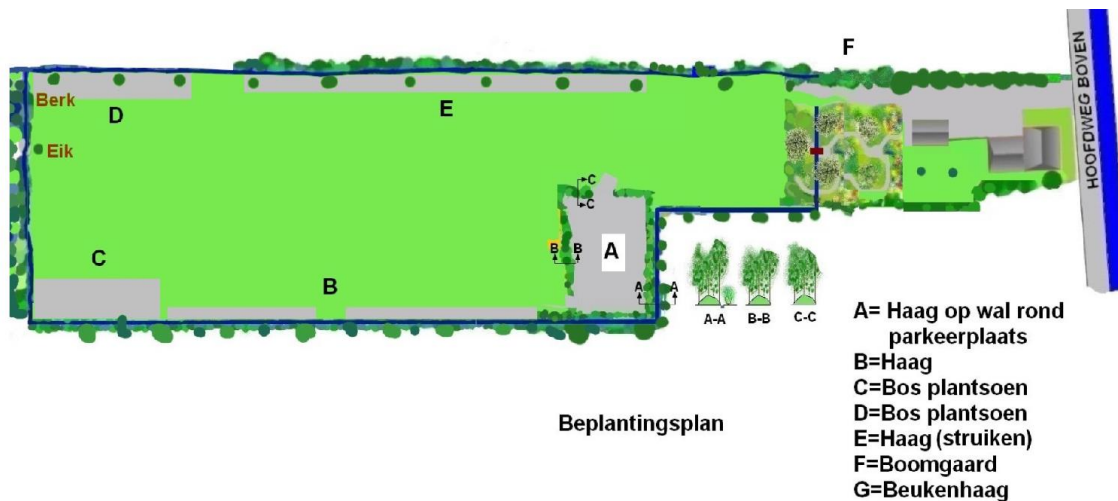 F
HOOFDWEG BOVEN
Berk
D
E
Eik
C
C
B B
A
C
B
A A
A-A B-B C-C
A= Haag op wal rond
parkeerplaats
B=Haag
C=Bos plantsoen
D=Bos plantsoen
E=Haag (struiken)
F=Boomgaard
G=Beukenhaag
Beplantingsplan